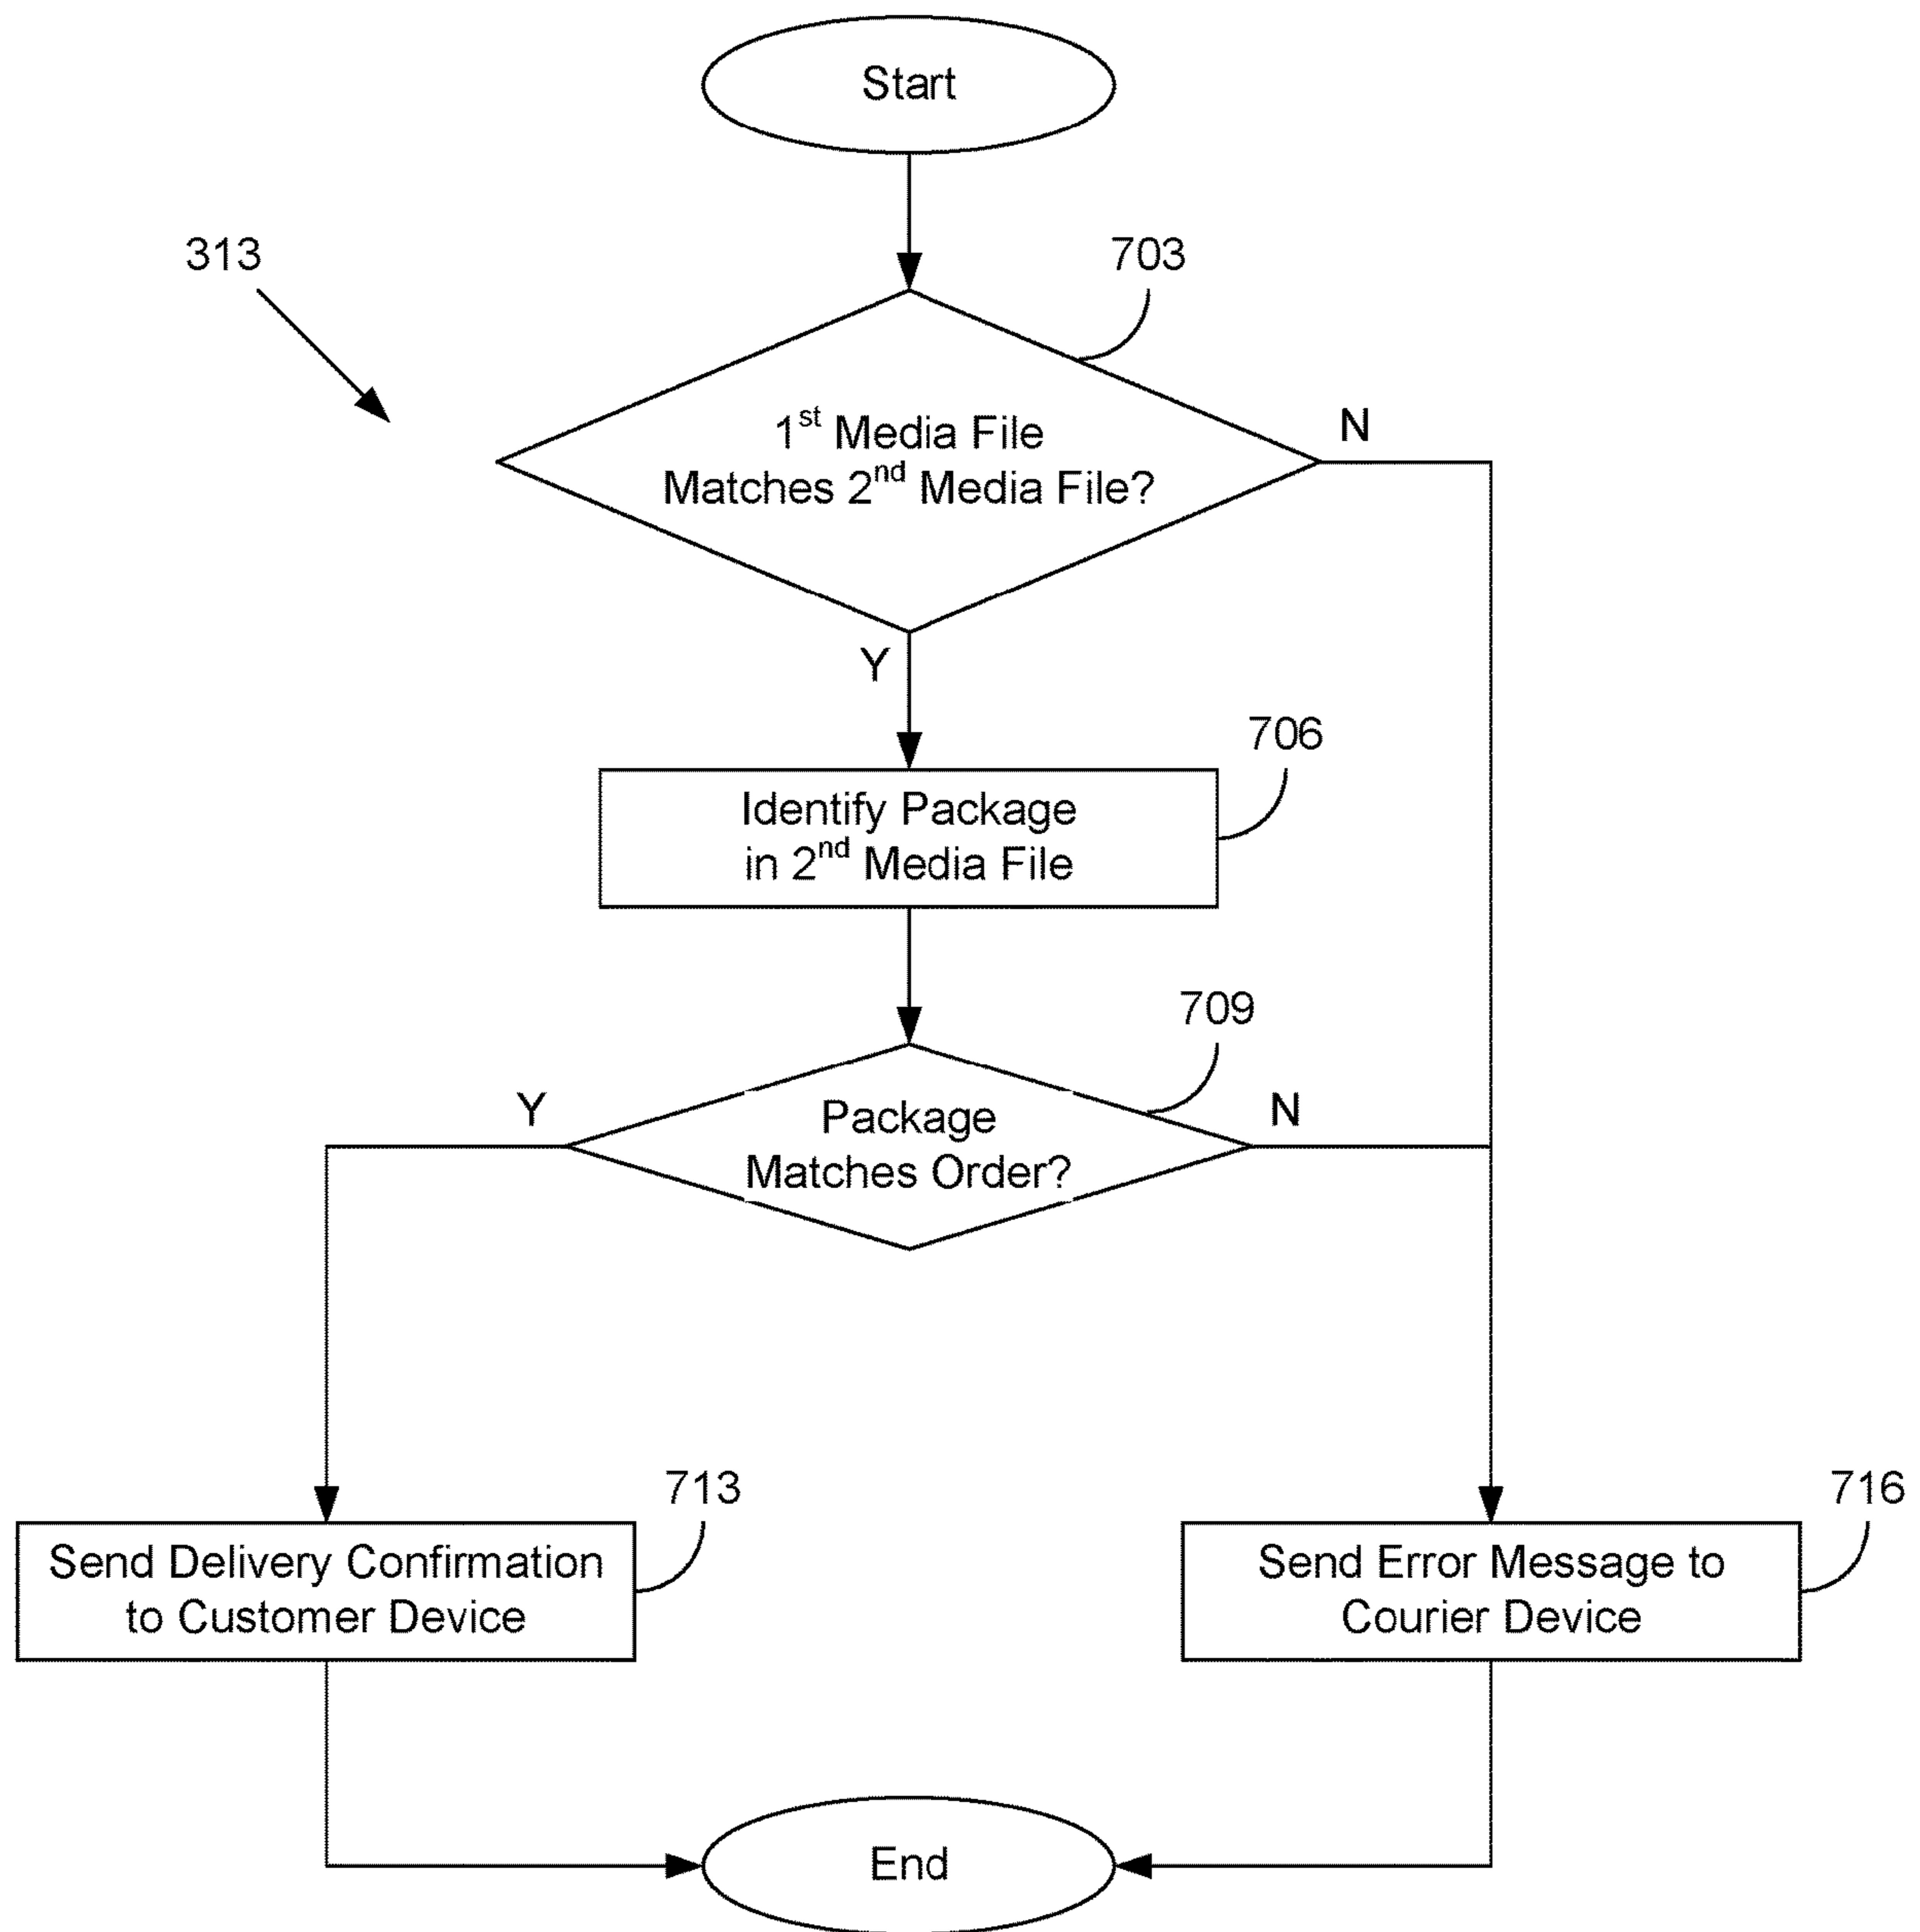 Start
313
703
1st Media File
Matches 2nd Media File?
N
Y
706
Identify Package
in 2nd Media File
709
Y
Package
Matches Order?
N
713
Send Delivery Confirmation
to Customer Device
716
Send Error Message to
Courier Device
End